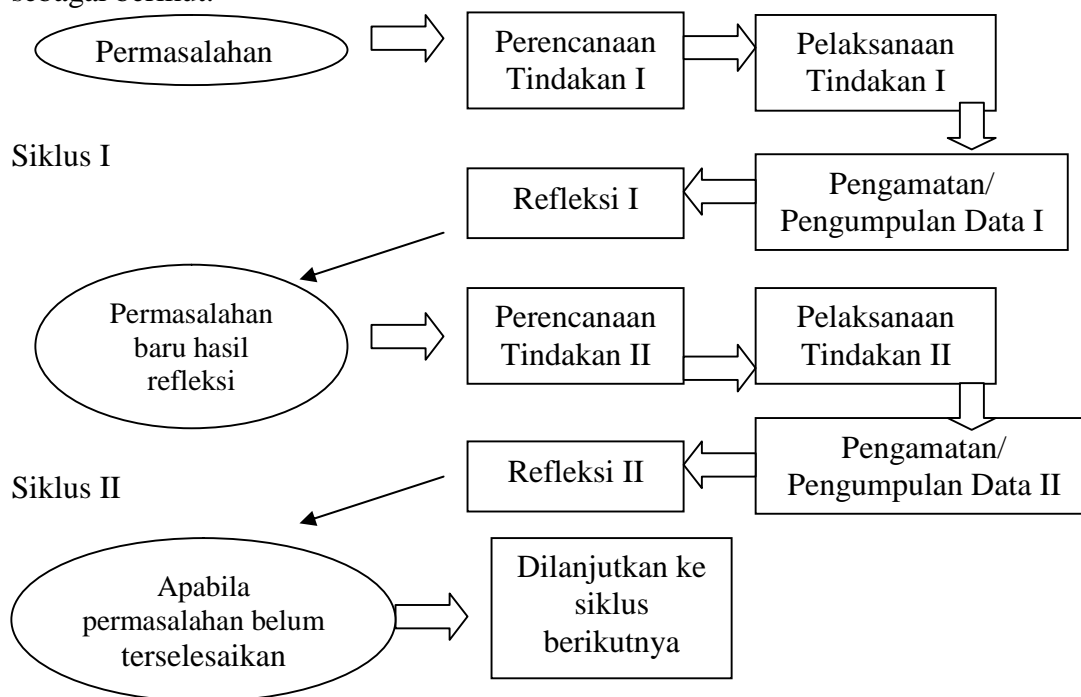 sebagai berikut:
Permasalahan
Perencanaan
Tindakan I
Pelaksanaan
Tindakan I
Siklus I
Refleksi I
Pengamatan/
Pengumpulan Data I
Permasalahan
baru hasil
refleksi
Perencanaan
Tindakan II
Pelaksanaan
Tindakan II
Siklus II
Refleksi II
Pengamatan/
Pengumpulan Data II
Apabila
permasalahan belum
terselesaikan
Dilanjutkan ke
siklus
berikutnya